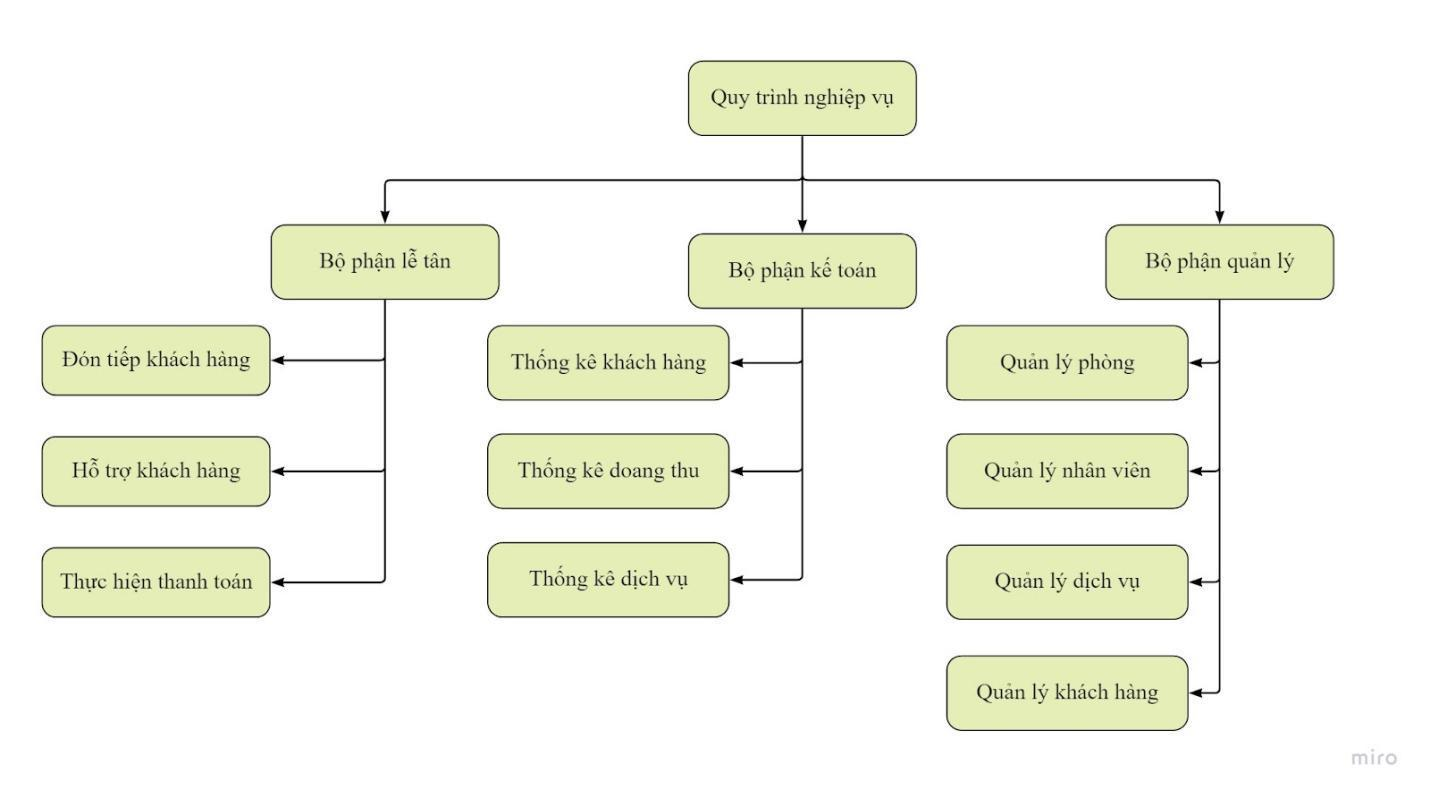 Quy trình nghiệp vụ
Bộ phận lễ tân
Bộ phận kế toán
Bộ phận quản lý
Đón tiếp khách hàng
Thống kê khách hàng
Quản lý phòng
Hỗ trợ khách hàng
Thống kê doang thu
Quản lý nhân viên
Thực hiện thanh toán
Thống kê dịch vụ
Quản lý dịch vụ
Quản lý khách hàng
miro